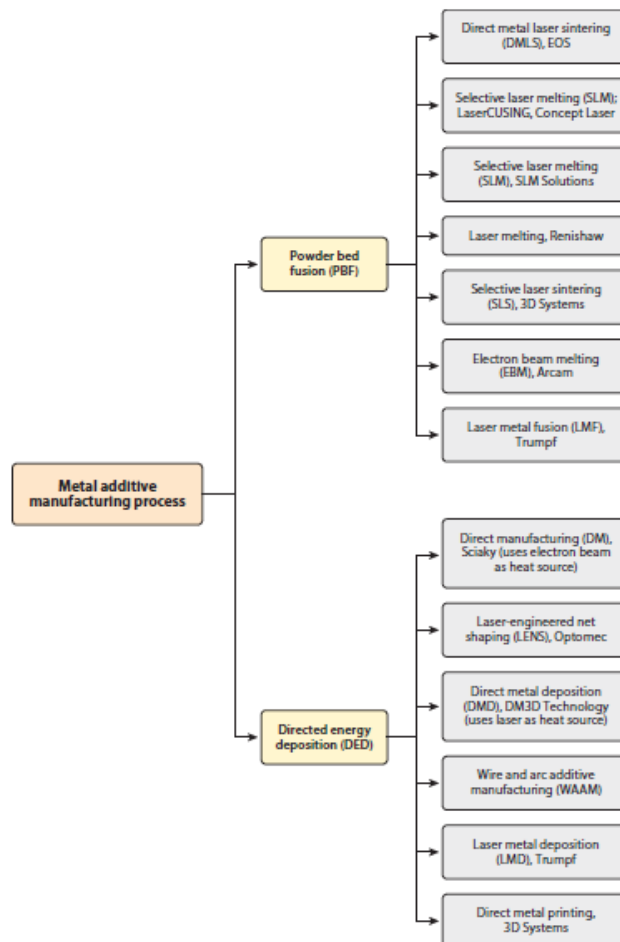 Direct metal laser sintering
(DMLS), EOS
Selective laser melting (SLM);
LaserCUSING, Concept Laser
Selective laser melting
(SLM), SLM Solutions
Laser melting, Renishaw
Powder bed
fusion (PBF)
Selective laser sintering
(SLS), 3D Systems
Electron beam melting
(EBM), Arcam
Laser metal fusion (LMF),
Trumpf
Metal additive
manufacturing process
Direct manufacturing (DM),
Sciaky (uses electron beam
as heat source)
Laser-engineered net
shaping (LENS), Optomec
Direct metal deposition
(DMD), DM3D Technology
(uses laser as heat source)
Directed energy
deposition (DED)
Wire and arc additive
manufacturing (WAAM)
Laser metal deposition
(LMD), Trumpf
Direct metal printing,
3D Systems